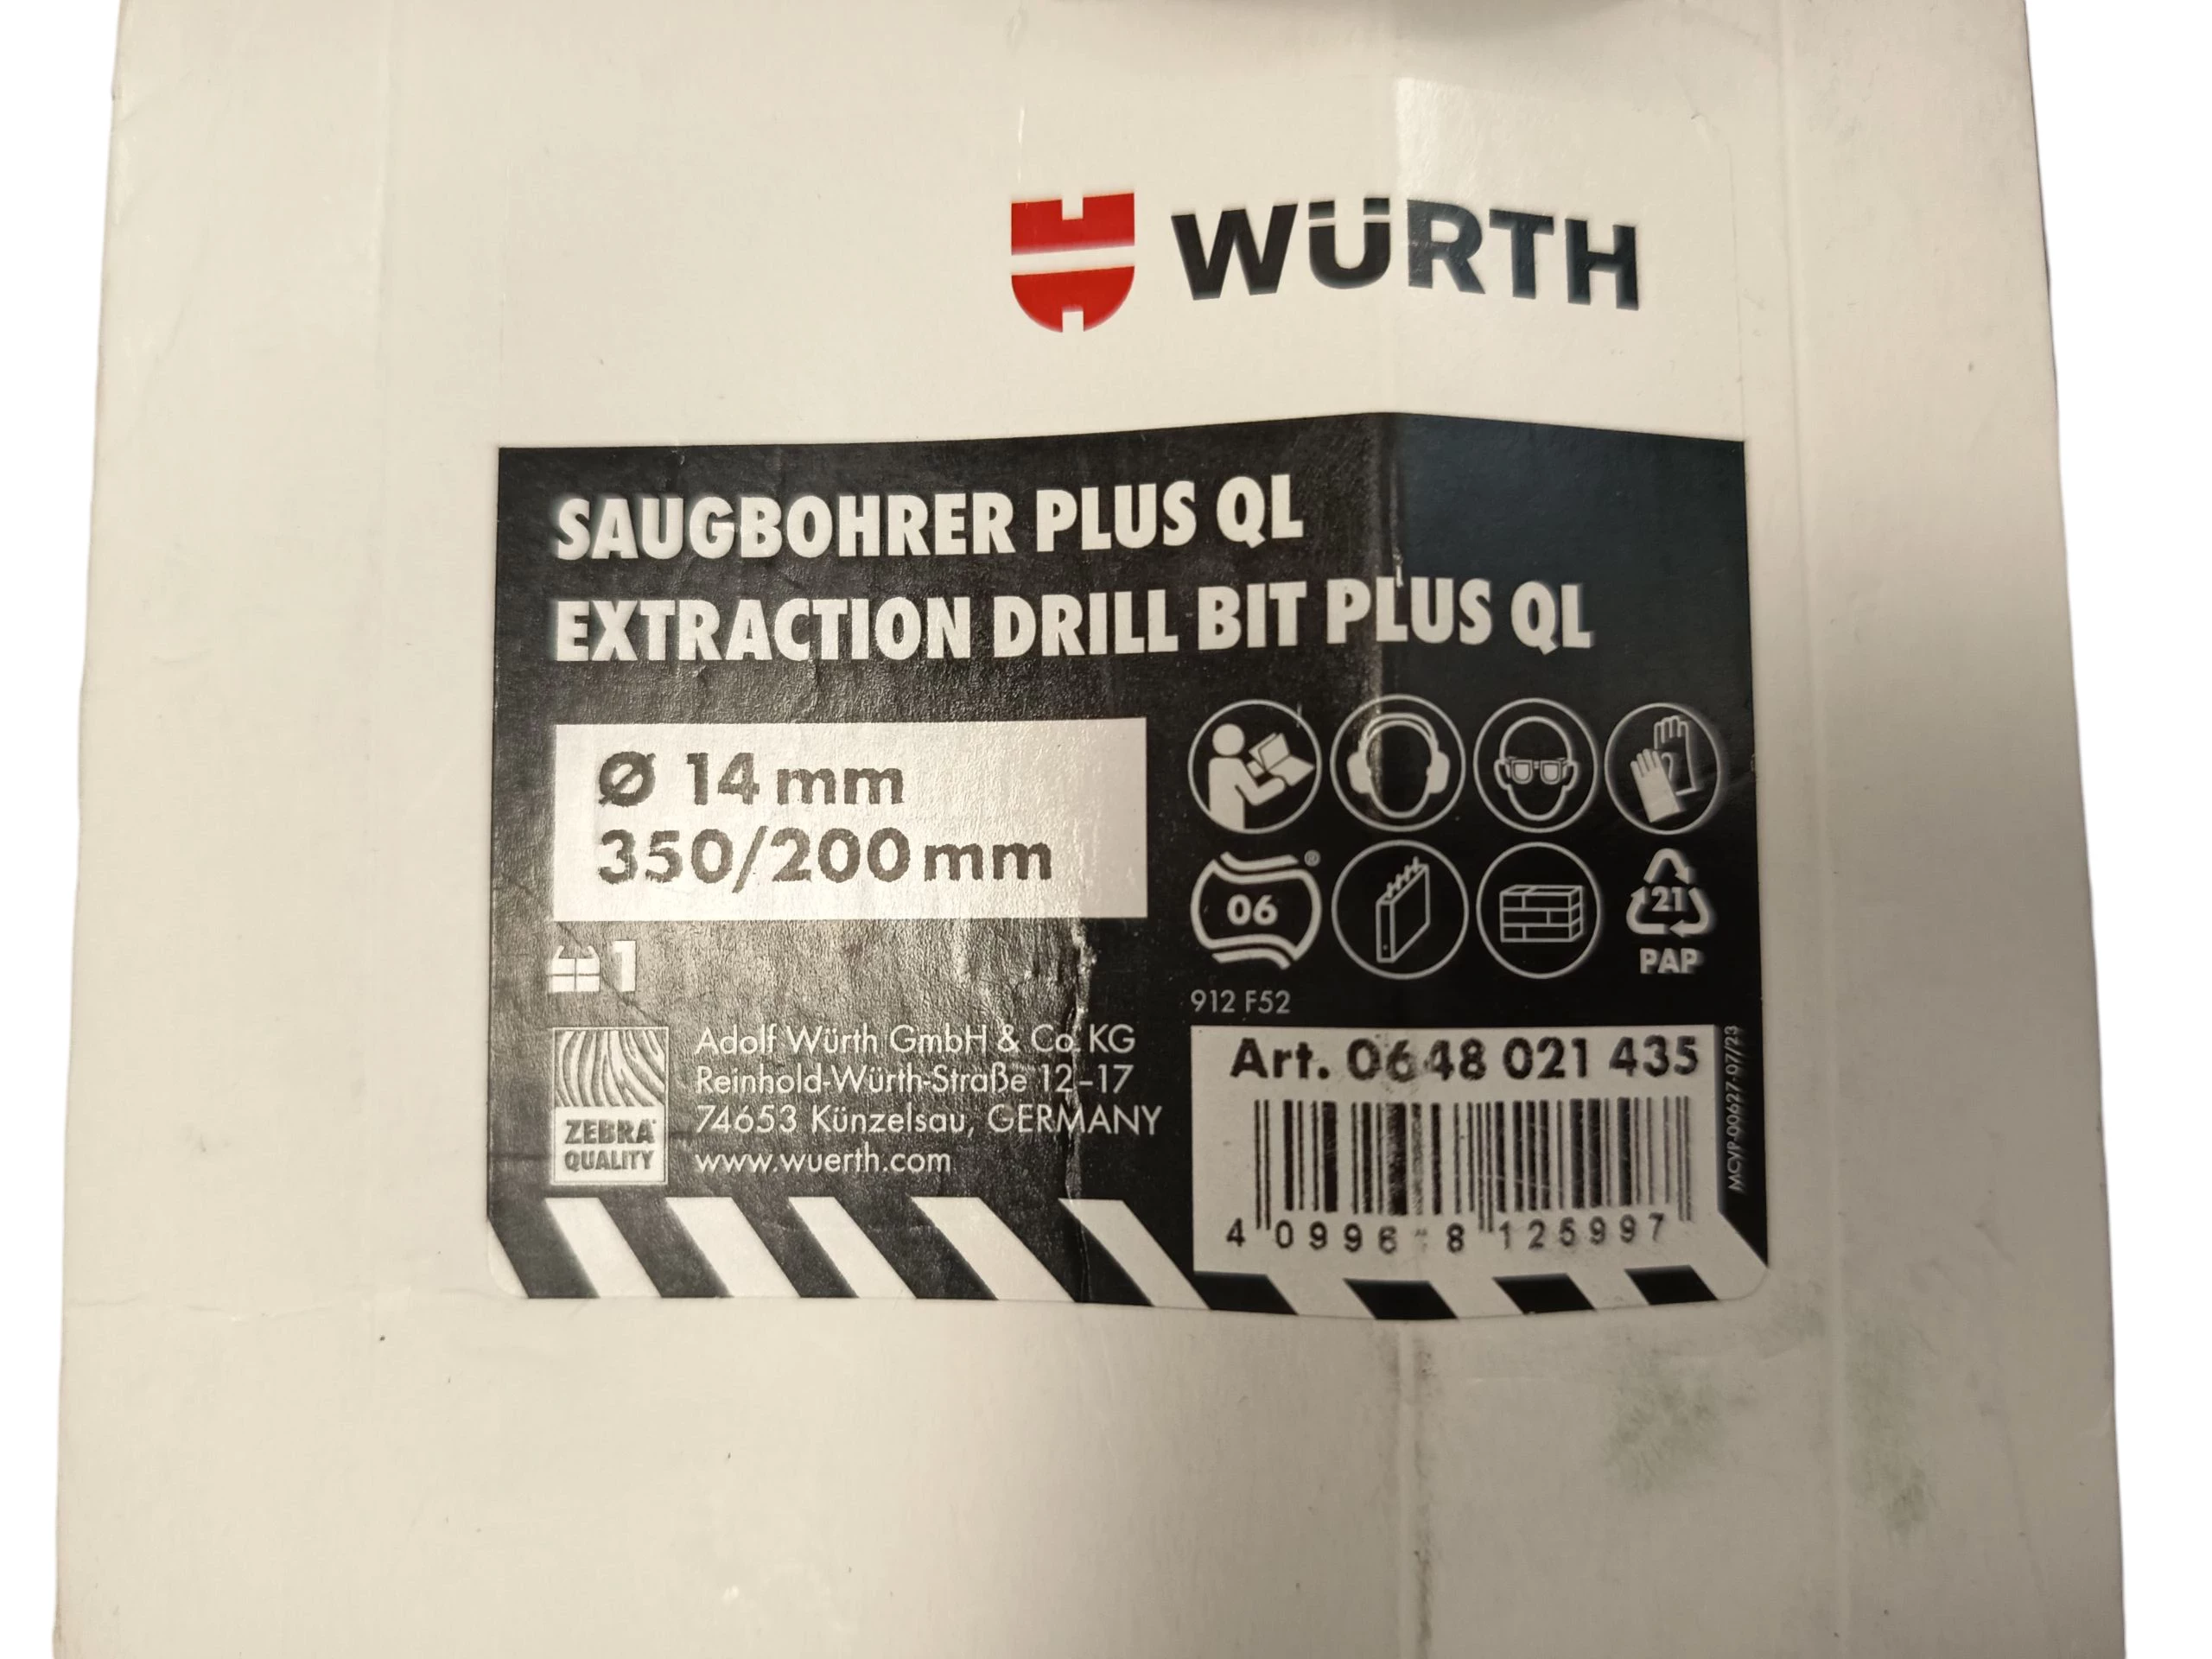 WÜRTH
SAUGBOHRER PLUS QL
EXTRACTION DRILL BIT PLUS QL
Ø 14 mm
350/200 mm
1
06
®
21
PAP
912 F52
ZEBRA
QUALITY
Adolf Würth GmbH & Co. KG
Reinhold-Würth-Straße 12–17
74653 Künzelsau, GERMANY
www.wuerth.com
Art. 0648 021 435
4 0996 8 125997
MCVP-00627-07/23